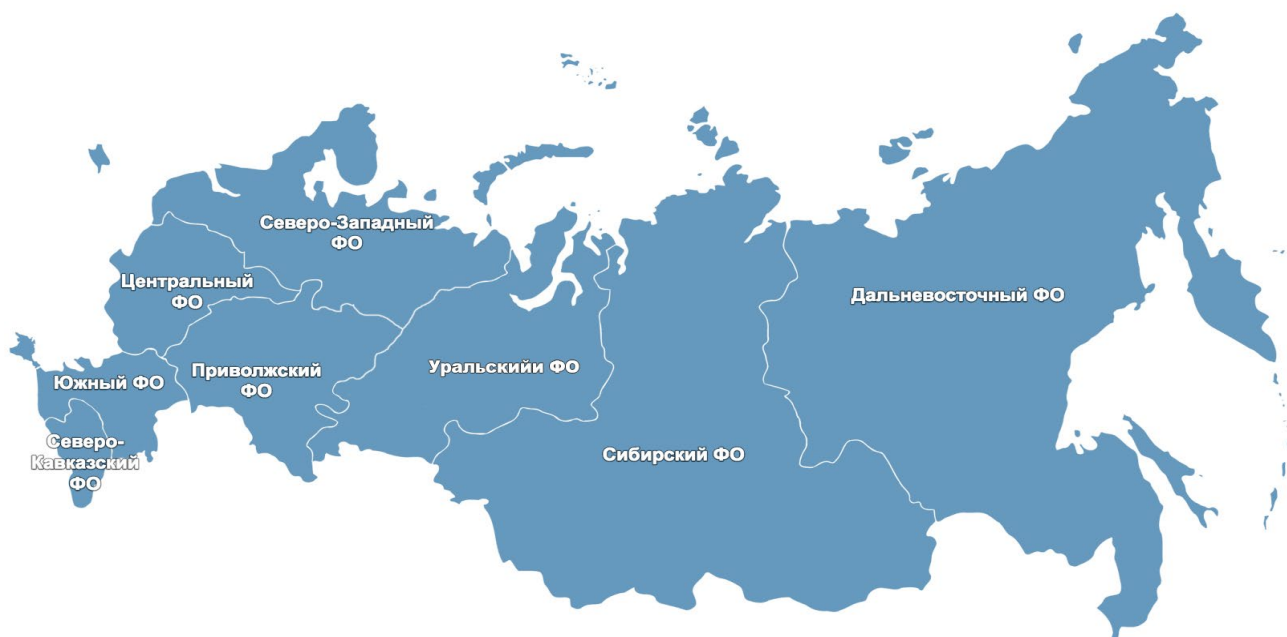 Северо-Западный
ФО
Центральный
ФО
Дальневосточный ФО
Уральскийи ФО
Приволжский
ФО
Южный ФО
Северо-
Кавказский
ФО
Сибирский ФО